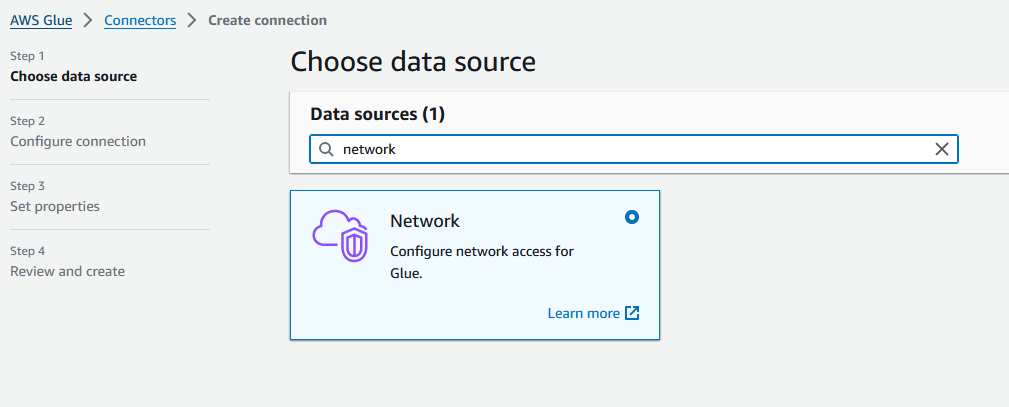 AWS Glue > Connectors > Create connection
Step 1
Choose data source
Step 2
Configure connection
Step 3
Set properties
Step 4
Review and create
Choose data source
Data sources (1)
network
Network
Configure network access for
Glue.
Learn more